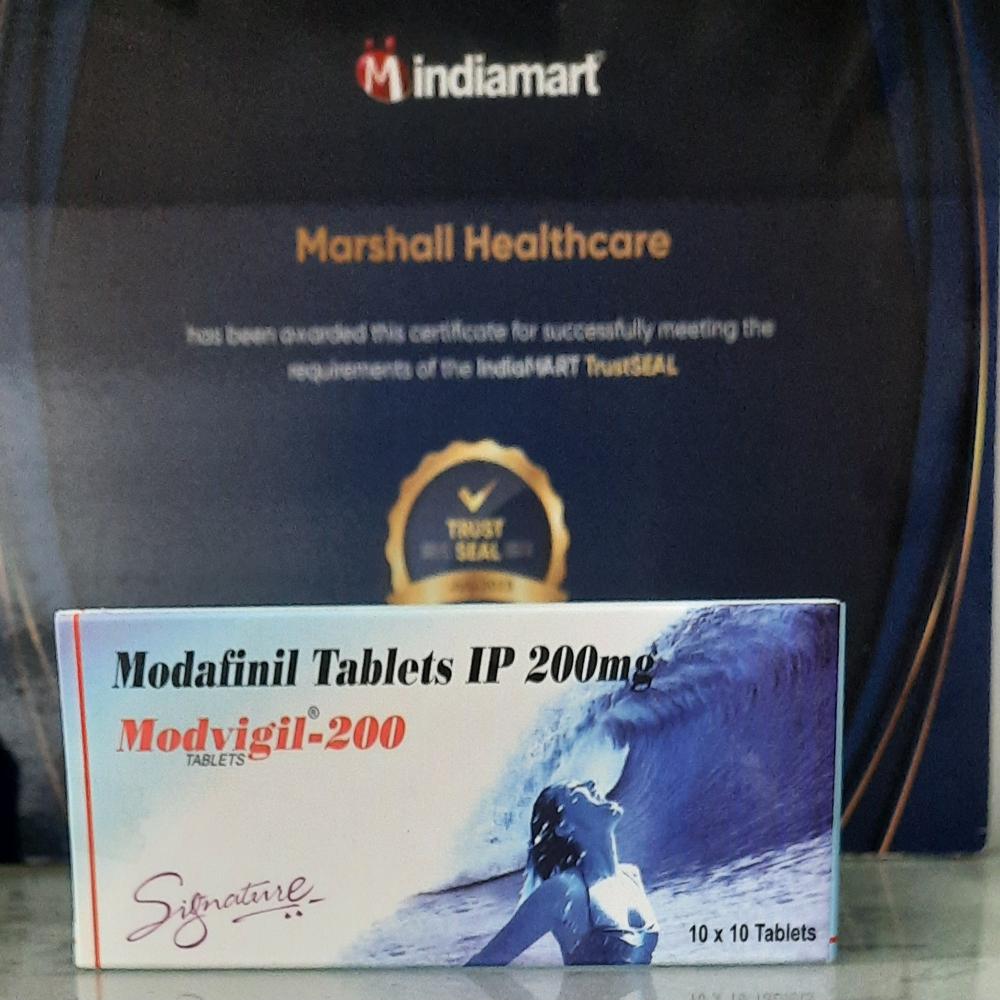 M indiamart
Marshall Healthcare
has been awarded this certificate for successfully meeting the
requirements of the IndiaMART TrustSEAL
TRUST
SEAL
Modafinil Tablets IP 200mg
Modvigil®-200
TABLETS
Signature
10 x 10 Tablets